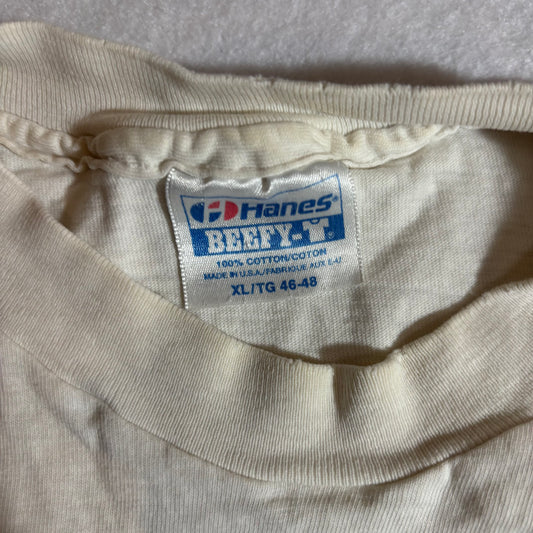 Hanes®
BEEFY-T®
100% COTTON/COTON
MADE IN U.S.A./FABRIQUE AUX E-U
XL/TG 46-48